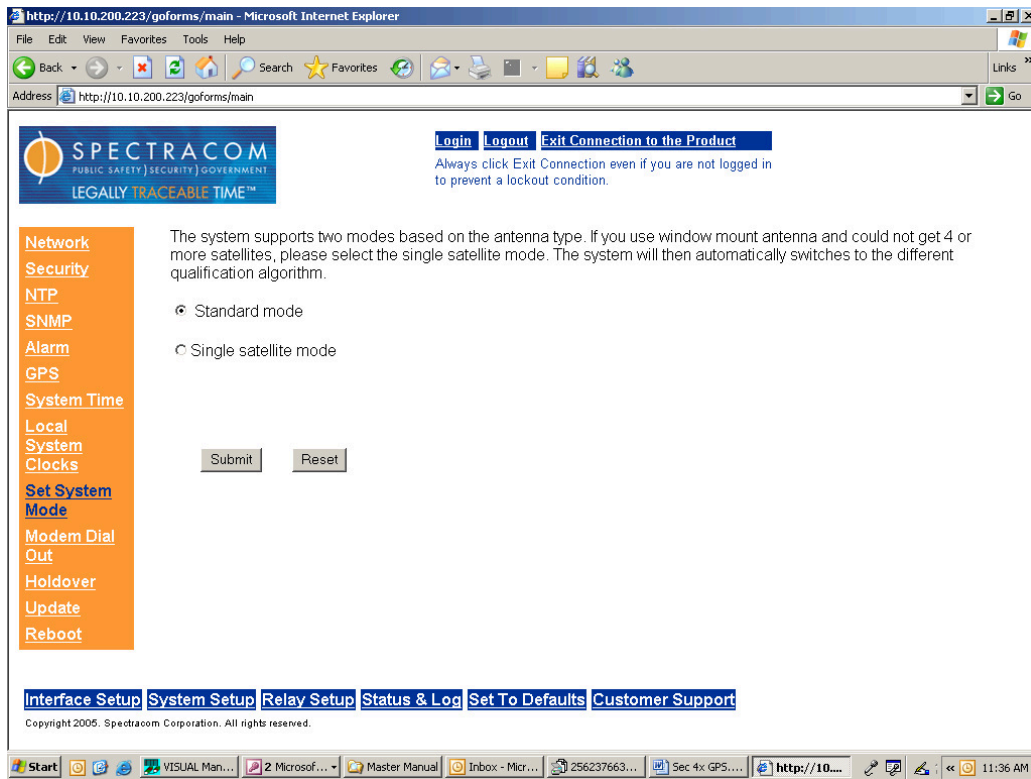 http://10.10.200.223/goforms/main - Microsoft Internet Explorer
File Edit View Favorites Tools Help
Back Search Favorites Links
Address http://10.10.200.223/goforms/main Go
SPECTRACOM
PUBLIC SAFETY SECURITY GOVERNMENT
LEGALLY TRACEABLE TIME™
Login Logout Exit Connection to the Product
Always click Exit Connection even if you are not logged in
to prevent a lockout condition.
Network
Security
NTP
SNMP
Alarm
GPS
System Time
Local
System
Clocks
Set System
Mode
Modem Dial
Out
Holdover
Update
Reboot
The system supports two modes based on the antenna type. If you use window mount antenna and could not get 4 or
more satellites, please select the single satellite mode. The system will then automatically switches to the different
qualification algorithm.
Standard mode
Single satellite mode
Submit Reset
Interface Setup System Setup Relay Setup Status & Log Set To Defaults Customer Support
Copyright 2005. Spectracom Corporation. All rights reserved.
Start VISUAL Man... 2 Microsof... Master Manual Inbox - Micr... 256237663... Sec 4x GPS.... http://10.... 11:36 AM